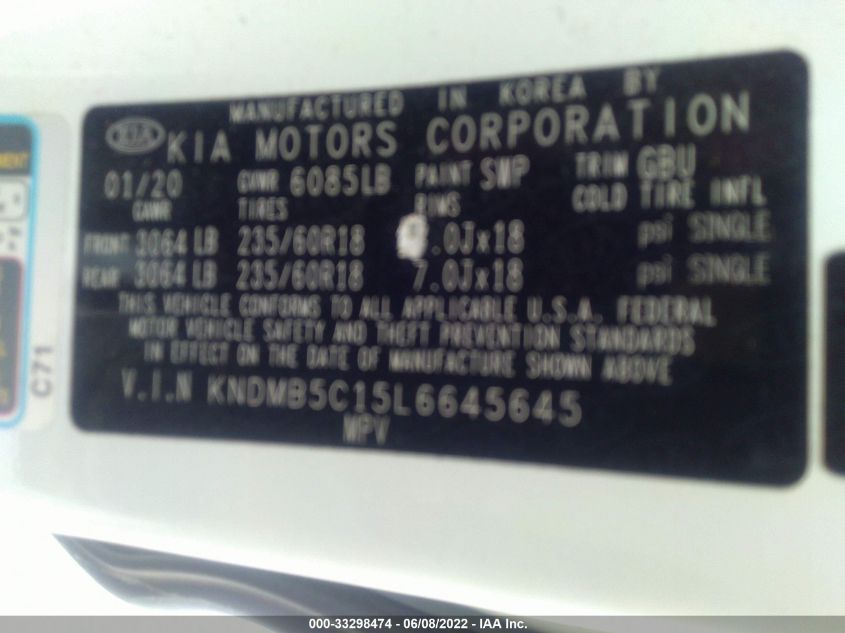 MANUFACTURED IN KOREA BY
KIA KIA MOTORS CORPORATION
01/20 GVWR 6085LB PAINT SWP TRIM GBU
GAWR TIRES RIMS COLD TIRE INFL
FRONT 3064 LB 235/60R18 .0Jx18 psi SINGLE
REAR 3064 LB 235/60R18 7.0Jx18 psi SINGLE
THIS VEHICLE CONFORMS TO ALL APPLICABLE U.S.A. FEDERAL
MOTOR VEHICLE SAFETY AND THEFT PREVENTION STANDARDS
IN EFFECT ON THE DATE OF MANUFACTURE SHOWN ABOVE
V.I.N KNDMB5C15L6645645
MPV
C71
000-33298474 - 06/08/2022 - IAA Inc.